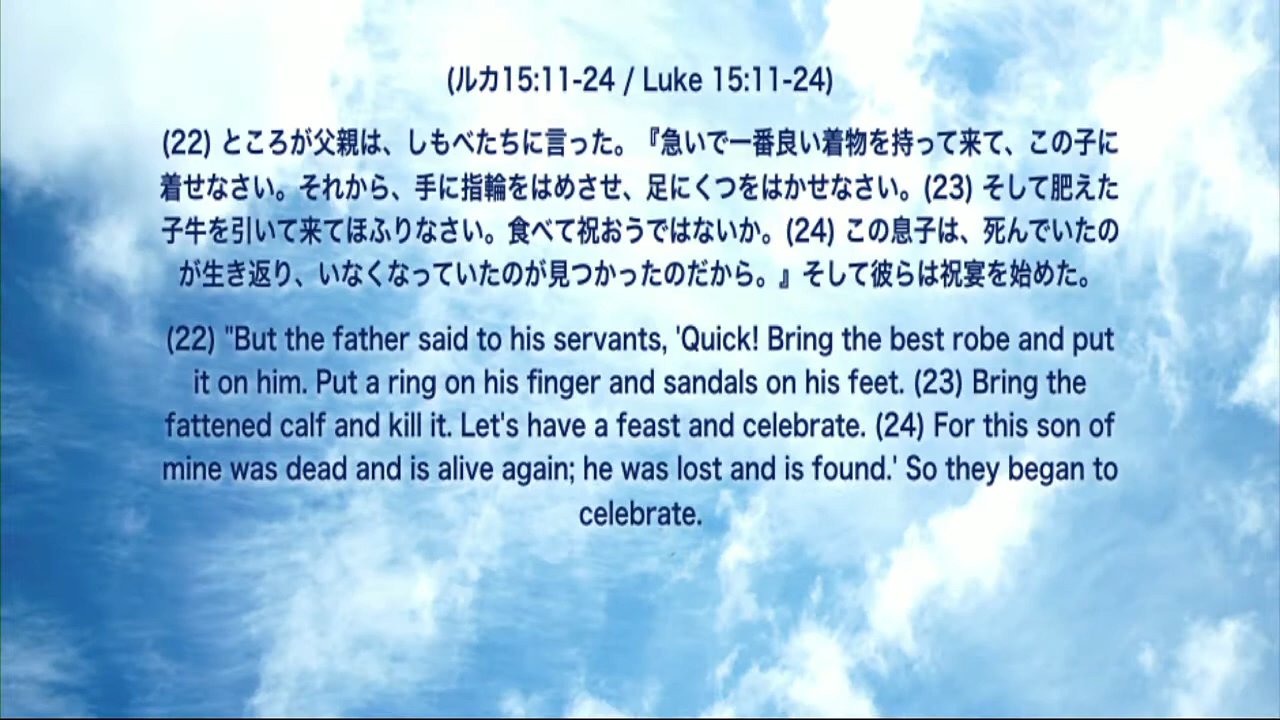 (ルカ15:11-24 / Luke 15:11-24)
(22) ところが父親は、しもべたちに言った。『急いで一番良い着物を持って来て、この子に
着せなさい。それから、手に指輪をはめさせ、足にくつをはかせなさい。(23) そして肥えた
子牛を引いて来てほふりなさい。食べて祝おうではないか。(24) この息子は、死んでいたの
が生き返り、いなくなっていたのが見つかったのだから。』そして彼らは祝宴を始めた。
(22) "But the father said to his servants, 'Quick! Bring the best robe and put
it on him. Put a ring on his finger and sandals on his feet. (23) Bring the
fattened calf and kill it. Let's have a feast and celebrate. (24) For this son of
mine was dead and is alive again; he was lost and is found.' So they began to
celebrate.